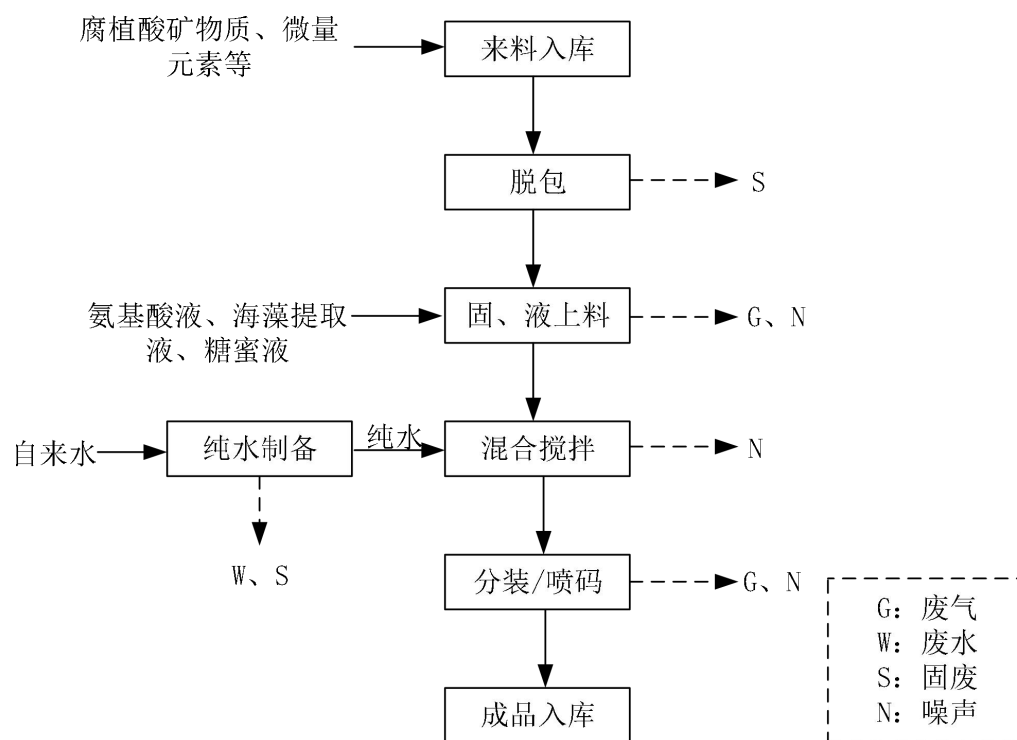 腐植酸矿物质、微量
元素等
来料入库
脱包
S
氨基酸液、海藻提取
液、糖蜜液
固、液上料
G、N
自来水
纯水制备
纯水
混合搅拌
N
W、S
分装/喷码
G、N
成品入库
G：废气
W：废水
S：固废
N：噪声